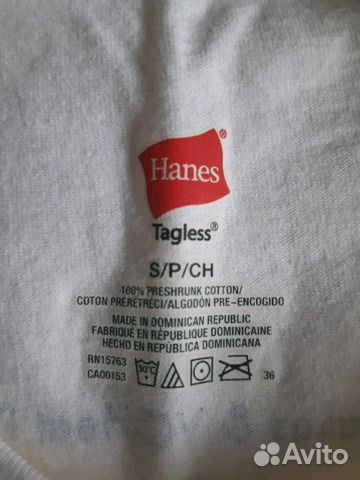 Hanes®
Tagless®
S/P/CH
100% PRESHRUNK COTTON/
COTON PRÉRÉTRÉCI/ALGODÓN PRE-ENCOGIDO
MADE IN DOMINICAN REPUBLIC
FABRIQUÉ EN RÉPUBLIQUE DOMINICAINE
HECHO EN REPÚBLICA DOMINICANA
RN15763
CA00153 30°C 36
Avito